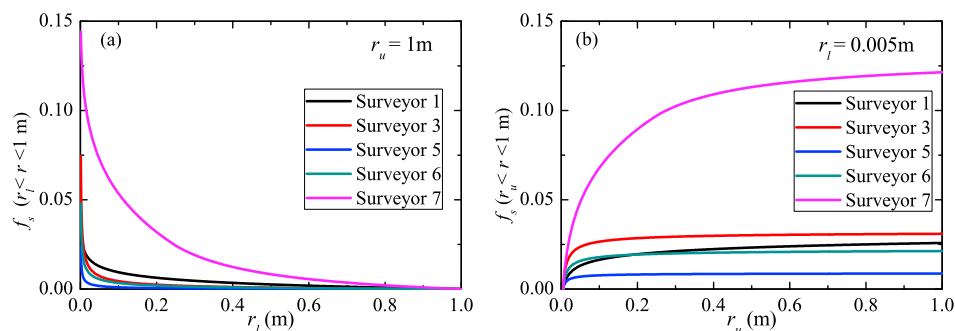 (a)
r_u = 1m
0.15
0.10
0.05
0.00
f_s (r_l < r <1 m)
Surveyor 1
Surveyor 3
Surveyor 5
Surveyor 6
Surveyor 7
0.0 0.2 0.4 0.6 0.8 1.0
r_l (m)
(b)
r_l = 0.005m
0.15
0.10
0.05
0.00
f_s (r_u < r <1 m)
Surveyor 1
Surveyor 3
Surveyor 5
Surveyor 6
Surveyor 7
0.0 0.2 0.4 0.6 0.8 1.0
r_u (m)